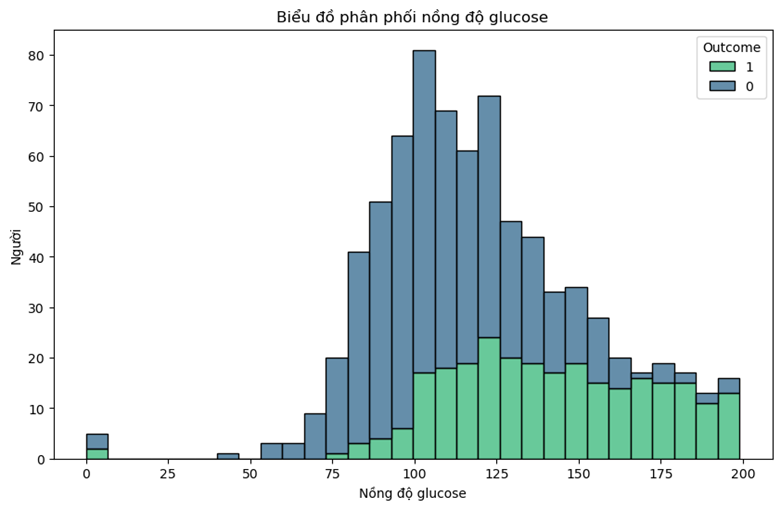 Biểu đồ phân phối nồng độ glucose
Outcome
1
0
Người
80
70
60
50
40
30
20
10
0
0 25 50 75 100 125 150 175 200
Nồng độ glucose